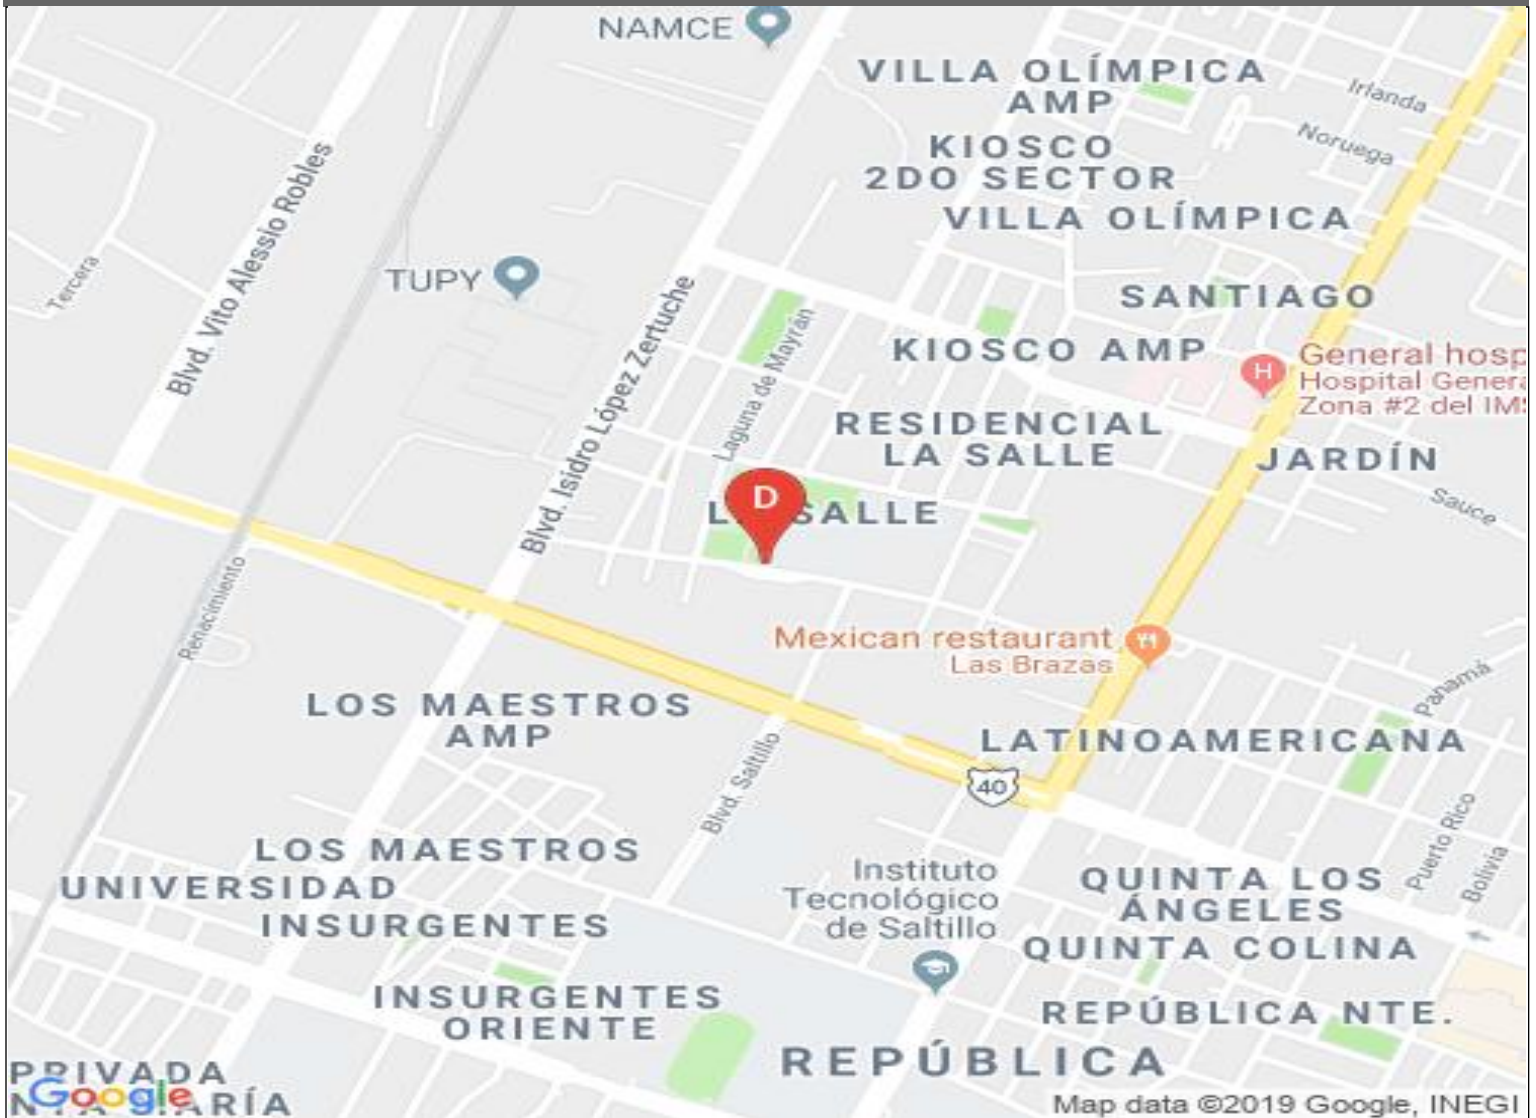 NAMCE
VILLA OLÍMPICA
AMP
Irlanda
Noruega
KIOSCO
2DO SECTOR
VILLA OLÍMPICA
Blvd. Vito Alessio Robles
Tercera
TUPY
SANTIAGO
Blvd. Isidro López Zertuche
Laguna de Mayrán
KIOSCO AMP
H
General hosp
Hospital Genera
Zona #2 del IMS
RESIDENCIAL
LA SALLE
JARDÍN
Sauce
D
SALLE
Renacimiento
Mexican restaurant
Las Brazas
Panamá
LOS MAESTROS
AMP
LATINOAMERICANA
Blvd. Saltillo
40
Puerto Rico
Bolivia
LOS MAESTROS
UNIVERSIDAD
INSURGENTES
Instituto
Tecnológico
de Saltillo
QUINTA LOS
ÁNGELES
QUINTA COLINA
INSURGENTES
ORIENTE
REPÚBLICA NTE.
REPÚBLICA
PRIVADA
Google
Map data ©2019 Google, INEGI